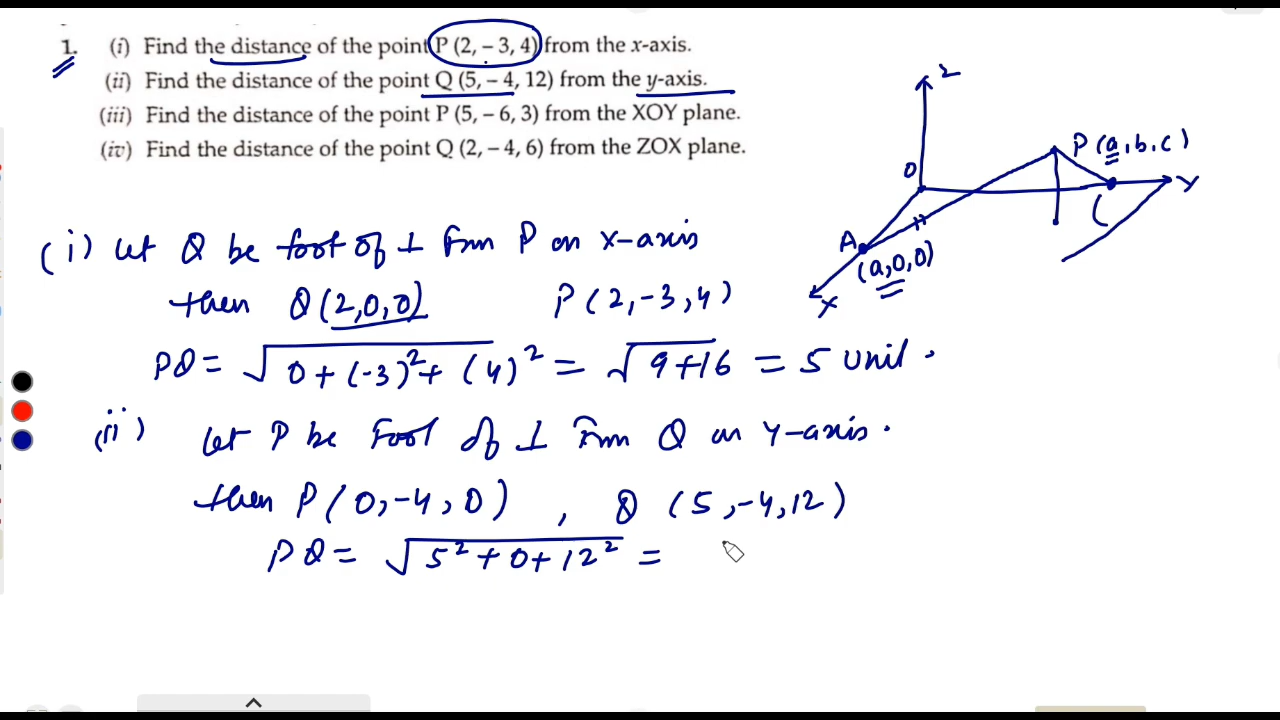 1. (i) Find the distance of the point P (2, – 3, 4) from the x-axis.
(ii) Find the distance of the point Q (5, – 4, 12) from the y-axis.
(iii) Find the distance of the point P (5, – 6, 3) from the XOY plane.
(iv) Find the distance of the point Q (2, – 4, 6) from the ZOX plane.
Z
P (a, b, c)
O
Y
A
(a,0,0)
X
(i) Let Q be foot of ⊥ from P on x-axis
then Q(2,0,0) P(2,-3,4)
PQ = √(0+(-3)²+(4)²) = √(9+16) = 5 unit.
(ii) Let P be foot of ⊥ from Q on Y-axis.
then P(0,-4,0), Q (5,-4,12)
PQ = √(5²+0+12²) =